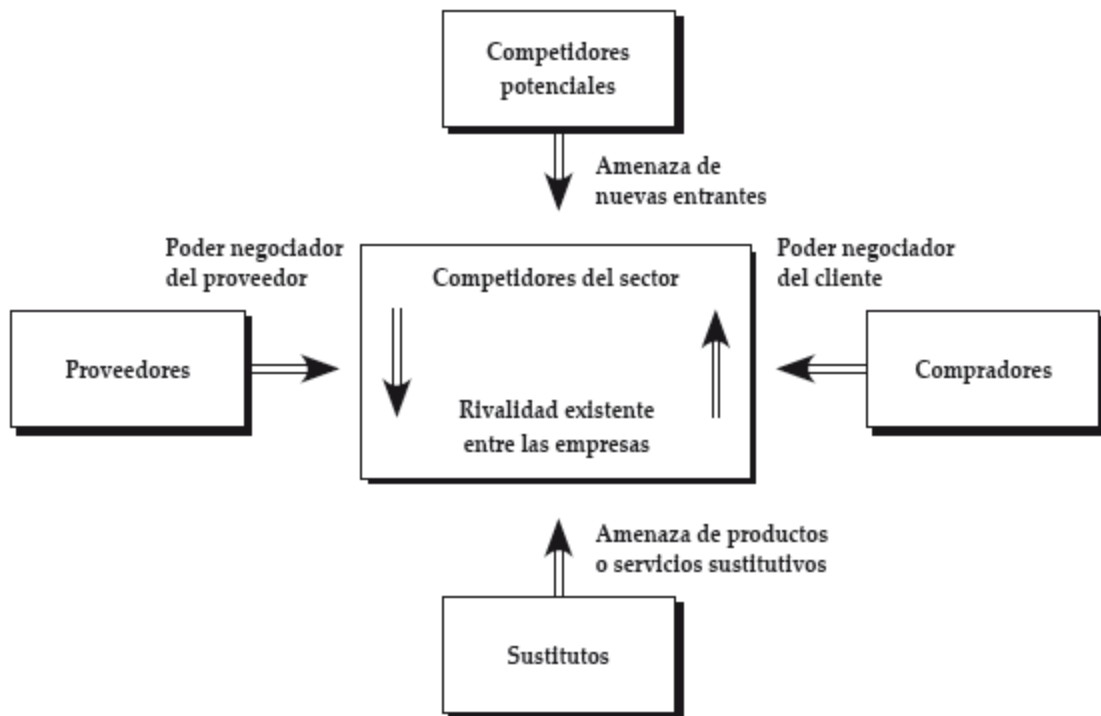 Competidores
potenciales
Amenaza de
nuevas entrantes
Poder negociador
del proveedor
Competidores del sector
Poder negociador
del cliente
Proveedores
Rivalidad existente
entre las empresas
Compradores
Amenaza de productos
o servicios sustitutivos
Sustitutos